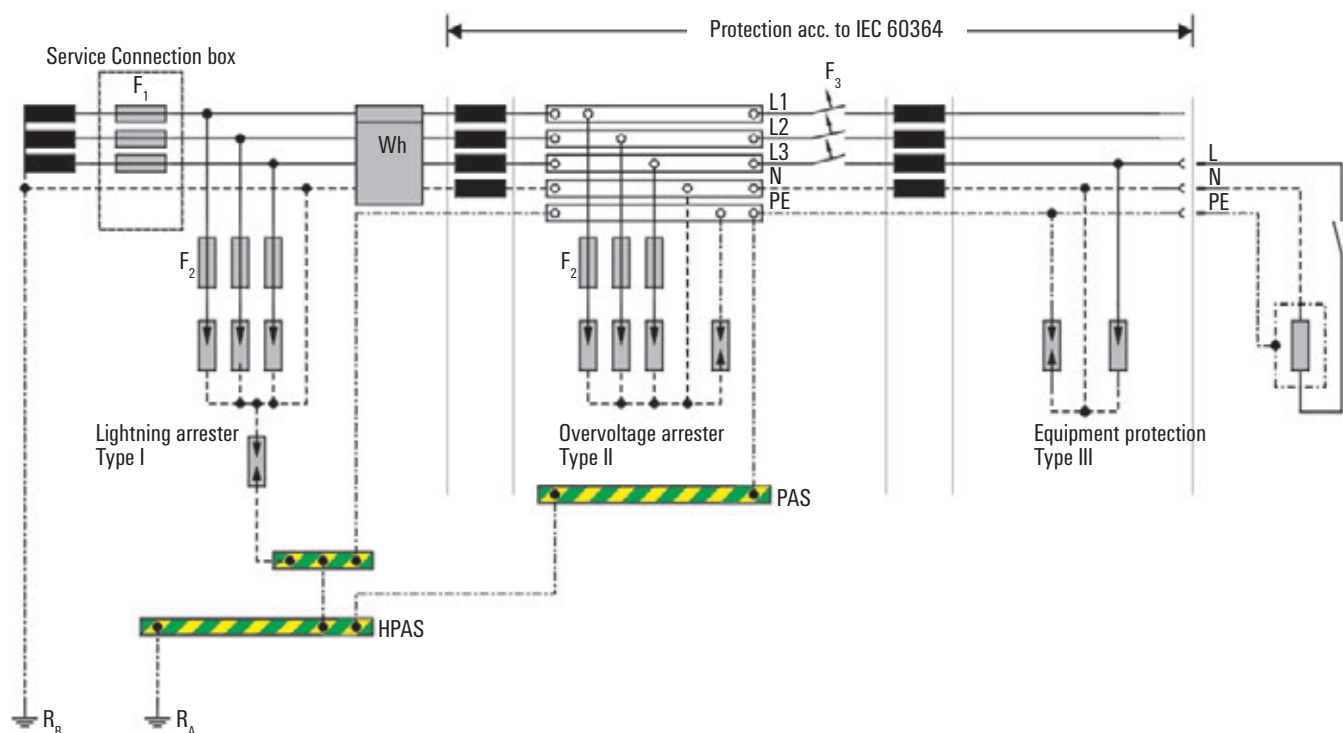 Protection acc. to IEC 60364
Service Connection box
F1
F3
L1
L2
L3
N
PE
Wh
L
N
PE
F2
F2
Lightning arrester
Type I
Overvoltage arrester
Type II
Equipment protection
Type III
PAS
HPAS
RB
RA